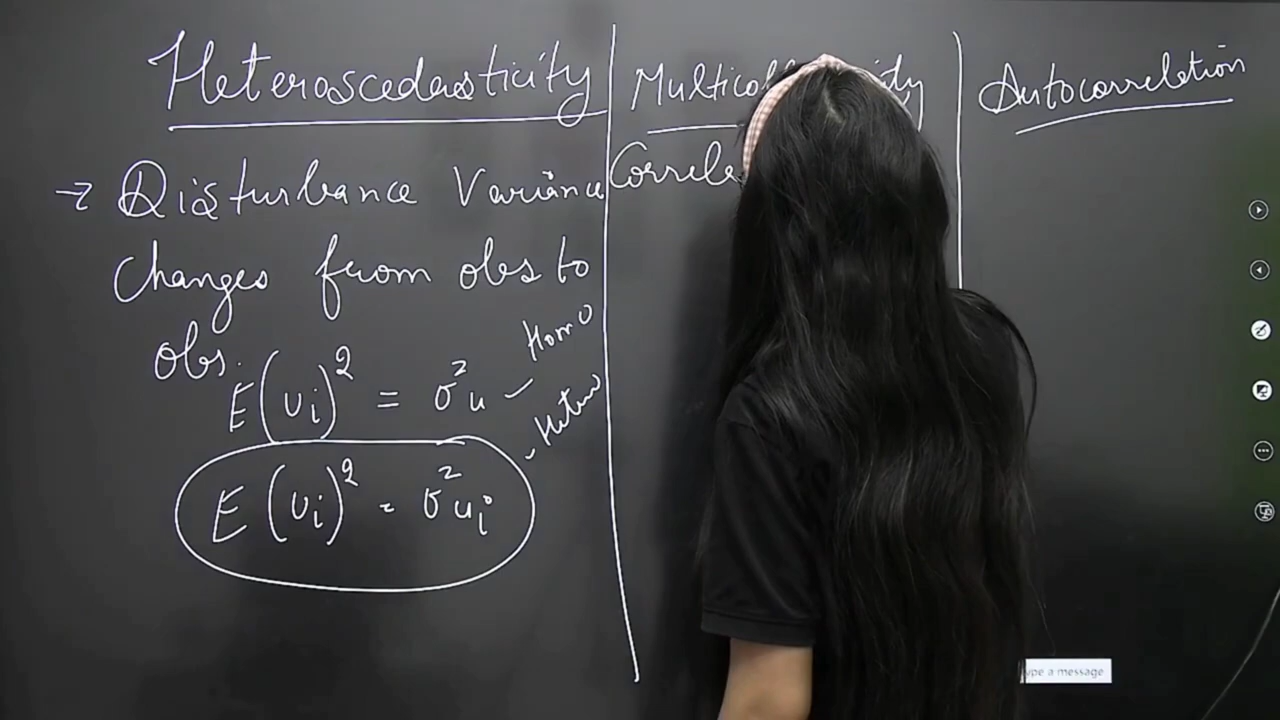 Heteroscedasticity
→ Disturbance Variance
changes from obs to
obs.
E(ui)² = σ²u – Homo
E(ui)² = σ²ui - Hetero
Autocorrelation